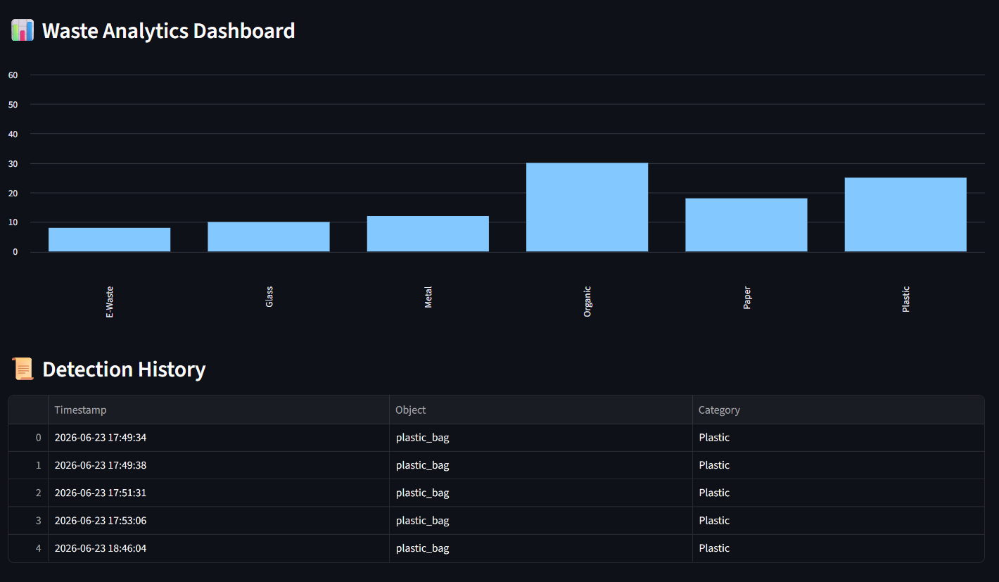 📊 Waste Analytics Dashboard
60
50
40
30
20
10
0
E-Waste Glass Metal Organic Paper Plastic
📜 Detection History
Timestamp Object Category
0 2026-06-23 17:49:34 plastic_bag Plastic
1 2026-06-23 17:49:38 plastic_bag Plastic
2 2026-06-23 17:51:31 plastic_bag Plastic
3 2026-06-23 17:53:06 plastic_bag Plastic
4 2026-06-23 18:46:04 plastic_bag Plastic